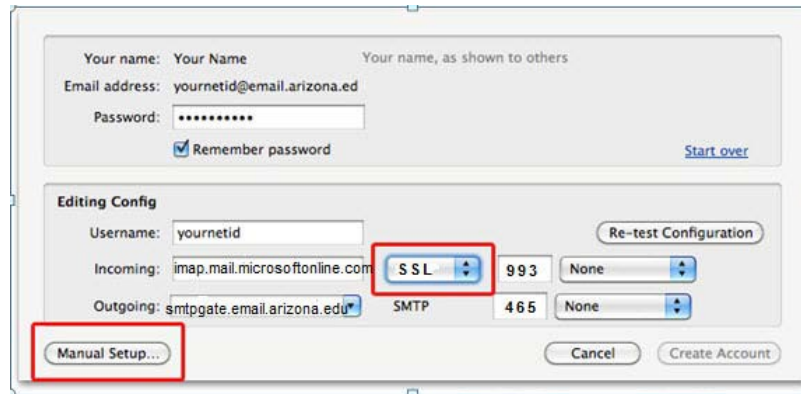 Your name: Your Name Your name, as shown to others
Email address: yournetid@email.arizona.ed
Password: ••••••••••
Remember password Start over
Editing Config
Username: yournetid Re-test Configuration
Incoming: imap.mail.microsoftonline.com SSL 993 None
Outgoing: smtpgate.email.arizona.edu SMTP 465 None
Manual Setup... Cancel Create Account